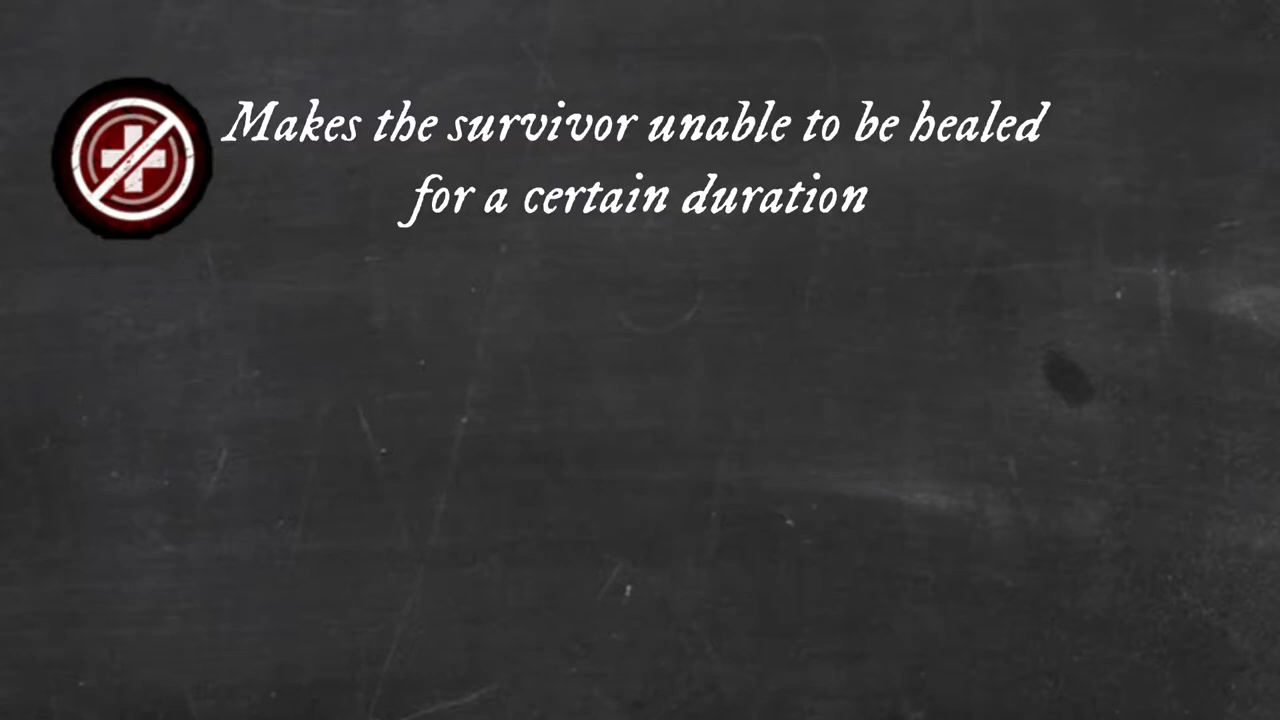 Makes the survivor unable to be healed
for a certain duration